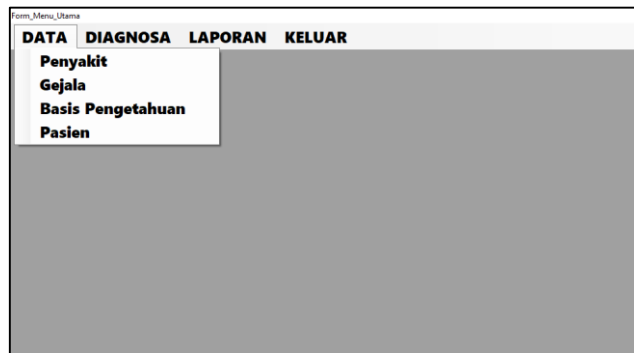 Form_Menu_Utama
DATA DIAGNOSA LAPORAN KELUAR
Penyakit
Gejala
Basis Pengetahuan
Pasien